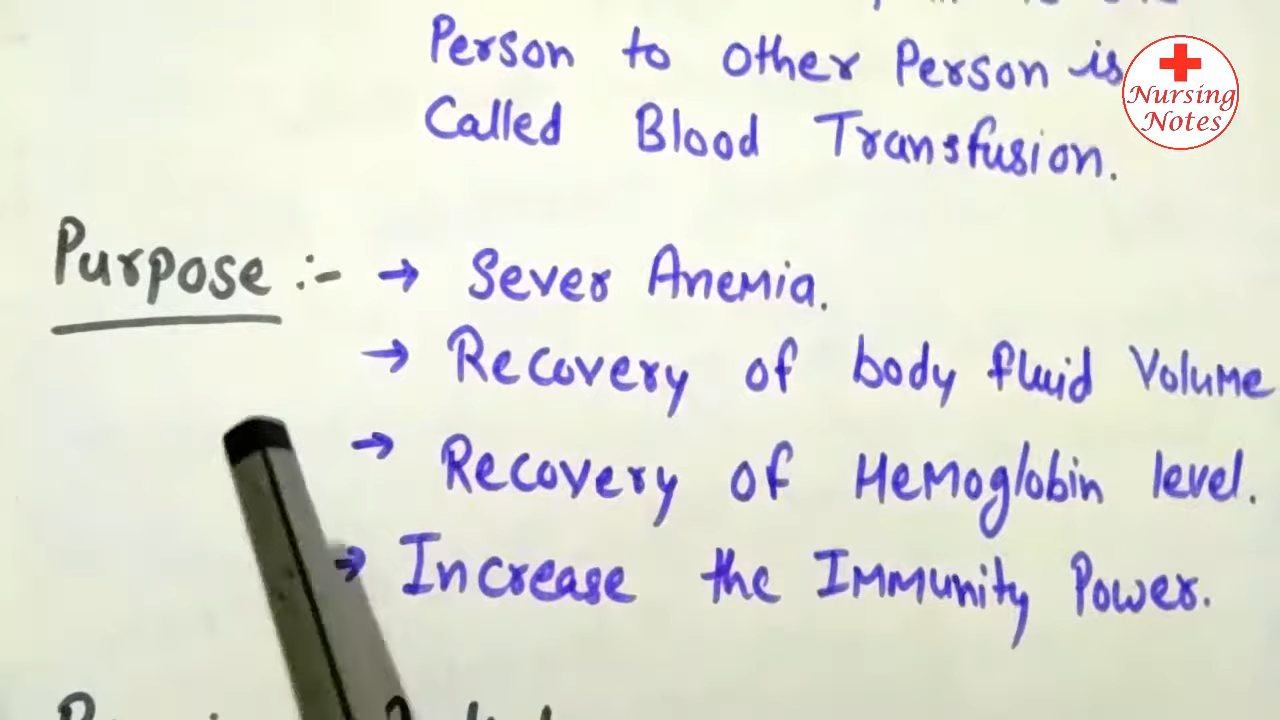 Person to other Person is
Called Blood Transfusion.
Nursing
Notes
Purpose :- → Sever Anemia.
→ Recovery of body fluid Volume
→ Recovery of Hemoglobin level.
→ Increase the Immunity Power.